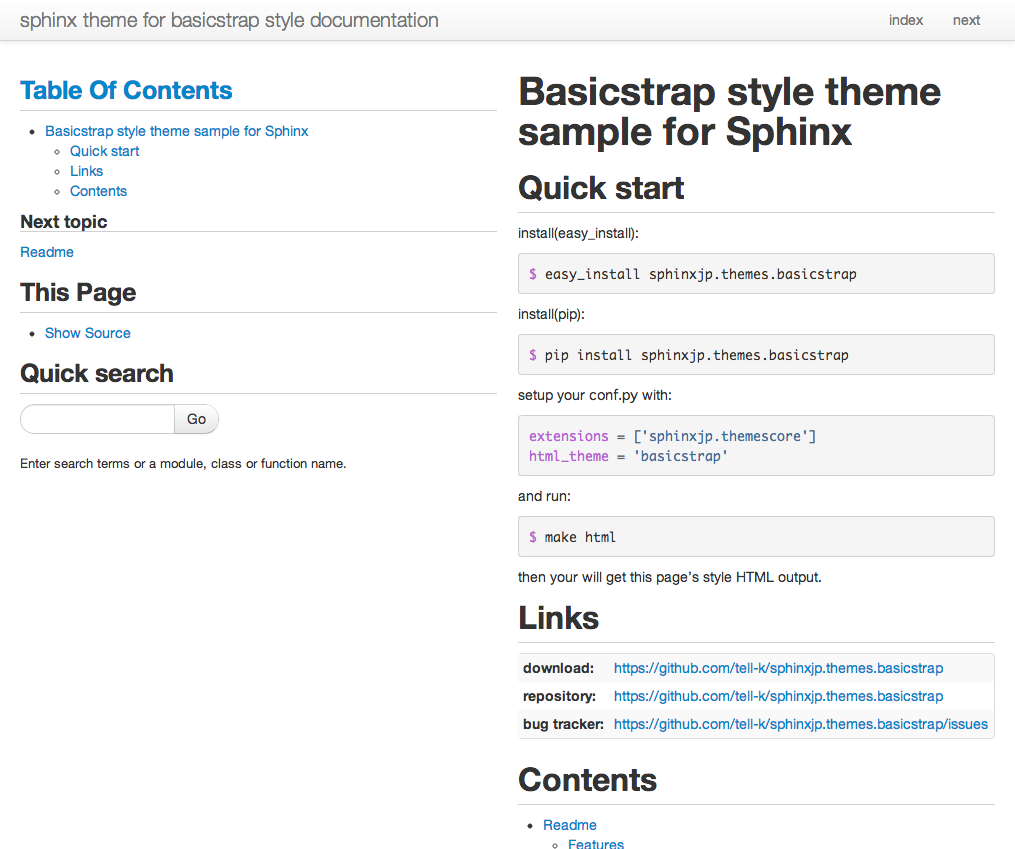 sphinx theme for basicstrap style documentation
index
next
Table Of Contents
Basicstrap style theme sample for Sphinx
Quick start
Links
Contents
Next topic
Readme
This Page
Show Source
Quick search
Go
Enter search terms or a module, class or function name.
Basicstrap style theme
sample for Sphinx
Quick start
install(easy_install):
$ easy_install sphinxjp.themes.basicstrap
install(pip):
$ pip install sphinxjp.themes.basicstrap
setup your conf.py with:
extensions = ['sphinxjp.themescore']
html_theme = 'basicstrap'
and run:
$ make html
then your will get this page’s style HTML output.
Links
download: https://github.com/tell-k/sphinxjp.themes.basicstrap
repository: https://github.com/tell-k/sphinxjp.themes.basicstrap
bug tracker: https://github.com/tell-k/sphinxjp.themes.basicstrap/issues
Contents
Readme
Features